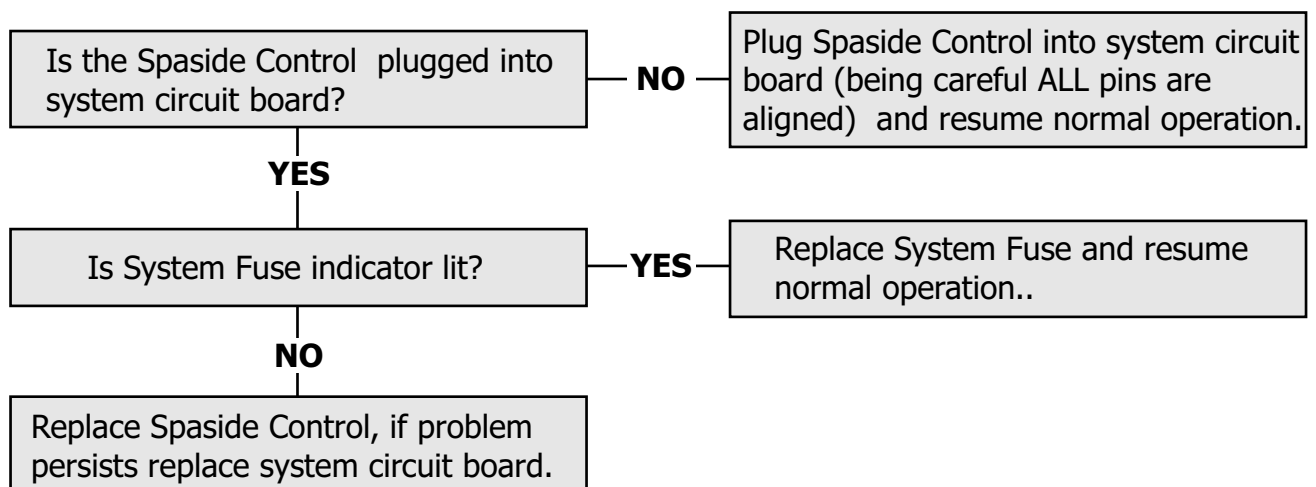 Is the Spaside Control  plugged into
system circuit board?
NO
Plug Spaside Control into system circuit
board (being careful ALL pins are
aligned)  and resume normal operation.
YES
Is System Fuse indicator lit?
YES
Replace System Fuse and resume
normal operation..
NO
Replace Spaside Control, if problem
persists replace system circuit board.